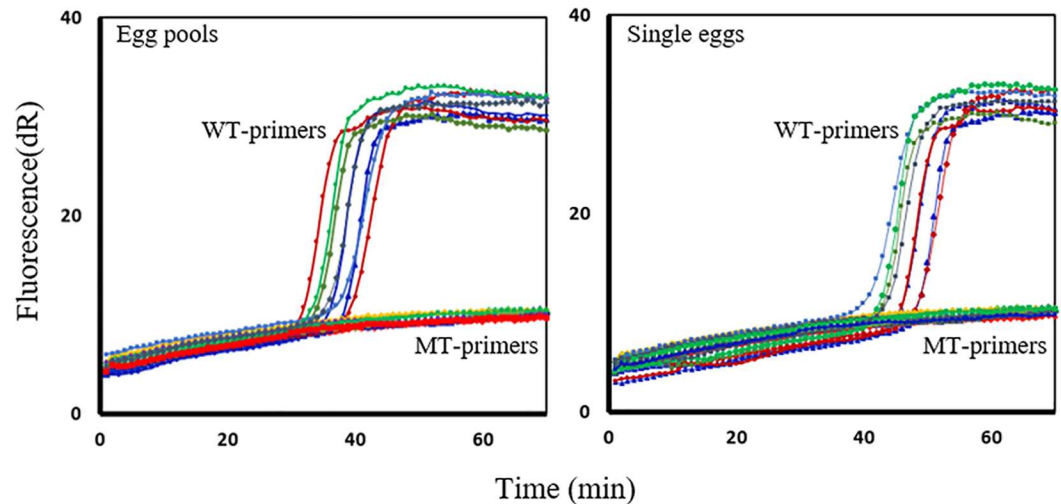 Egg pools
Single eggs
40
40
WT-primers
WT-primers
Fluorescence(dR)
20
20
MT-primers
MT-primers
0
0
0 20 40 60
0 20 40 60
Time (min)